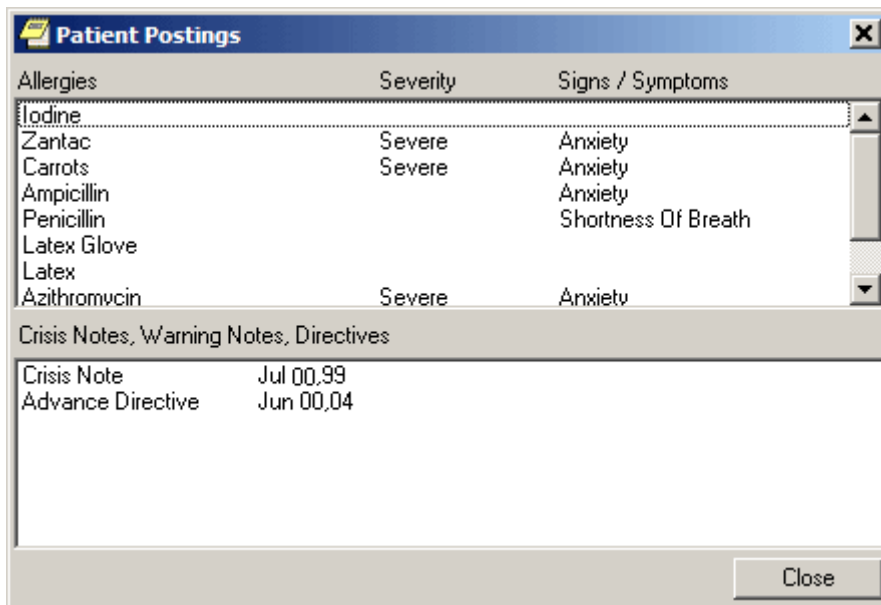 Patient Postings
Allergies Severity Signs / Symptoms
Iodine
Zantac Severe Anxiety
Carrots Severe Anxiety
Ampicillin Anxiety
Penicillin Shortness Of Breath
Latex Glove
Latex
Azithromycin Severe Anxiety
Crisis Notes, Warning Notes, Directives
Crisis Note Jul 00,99
Advance Directive Jun 00,04
Close